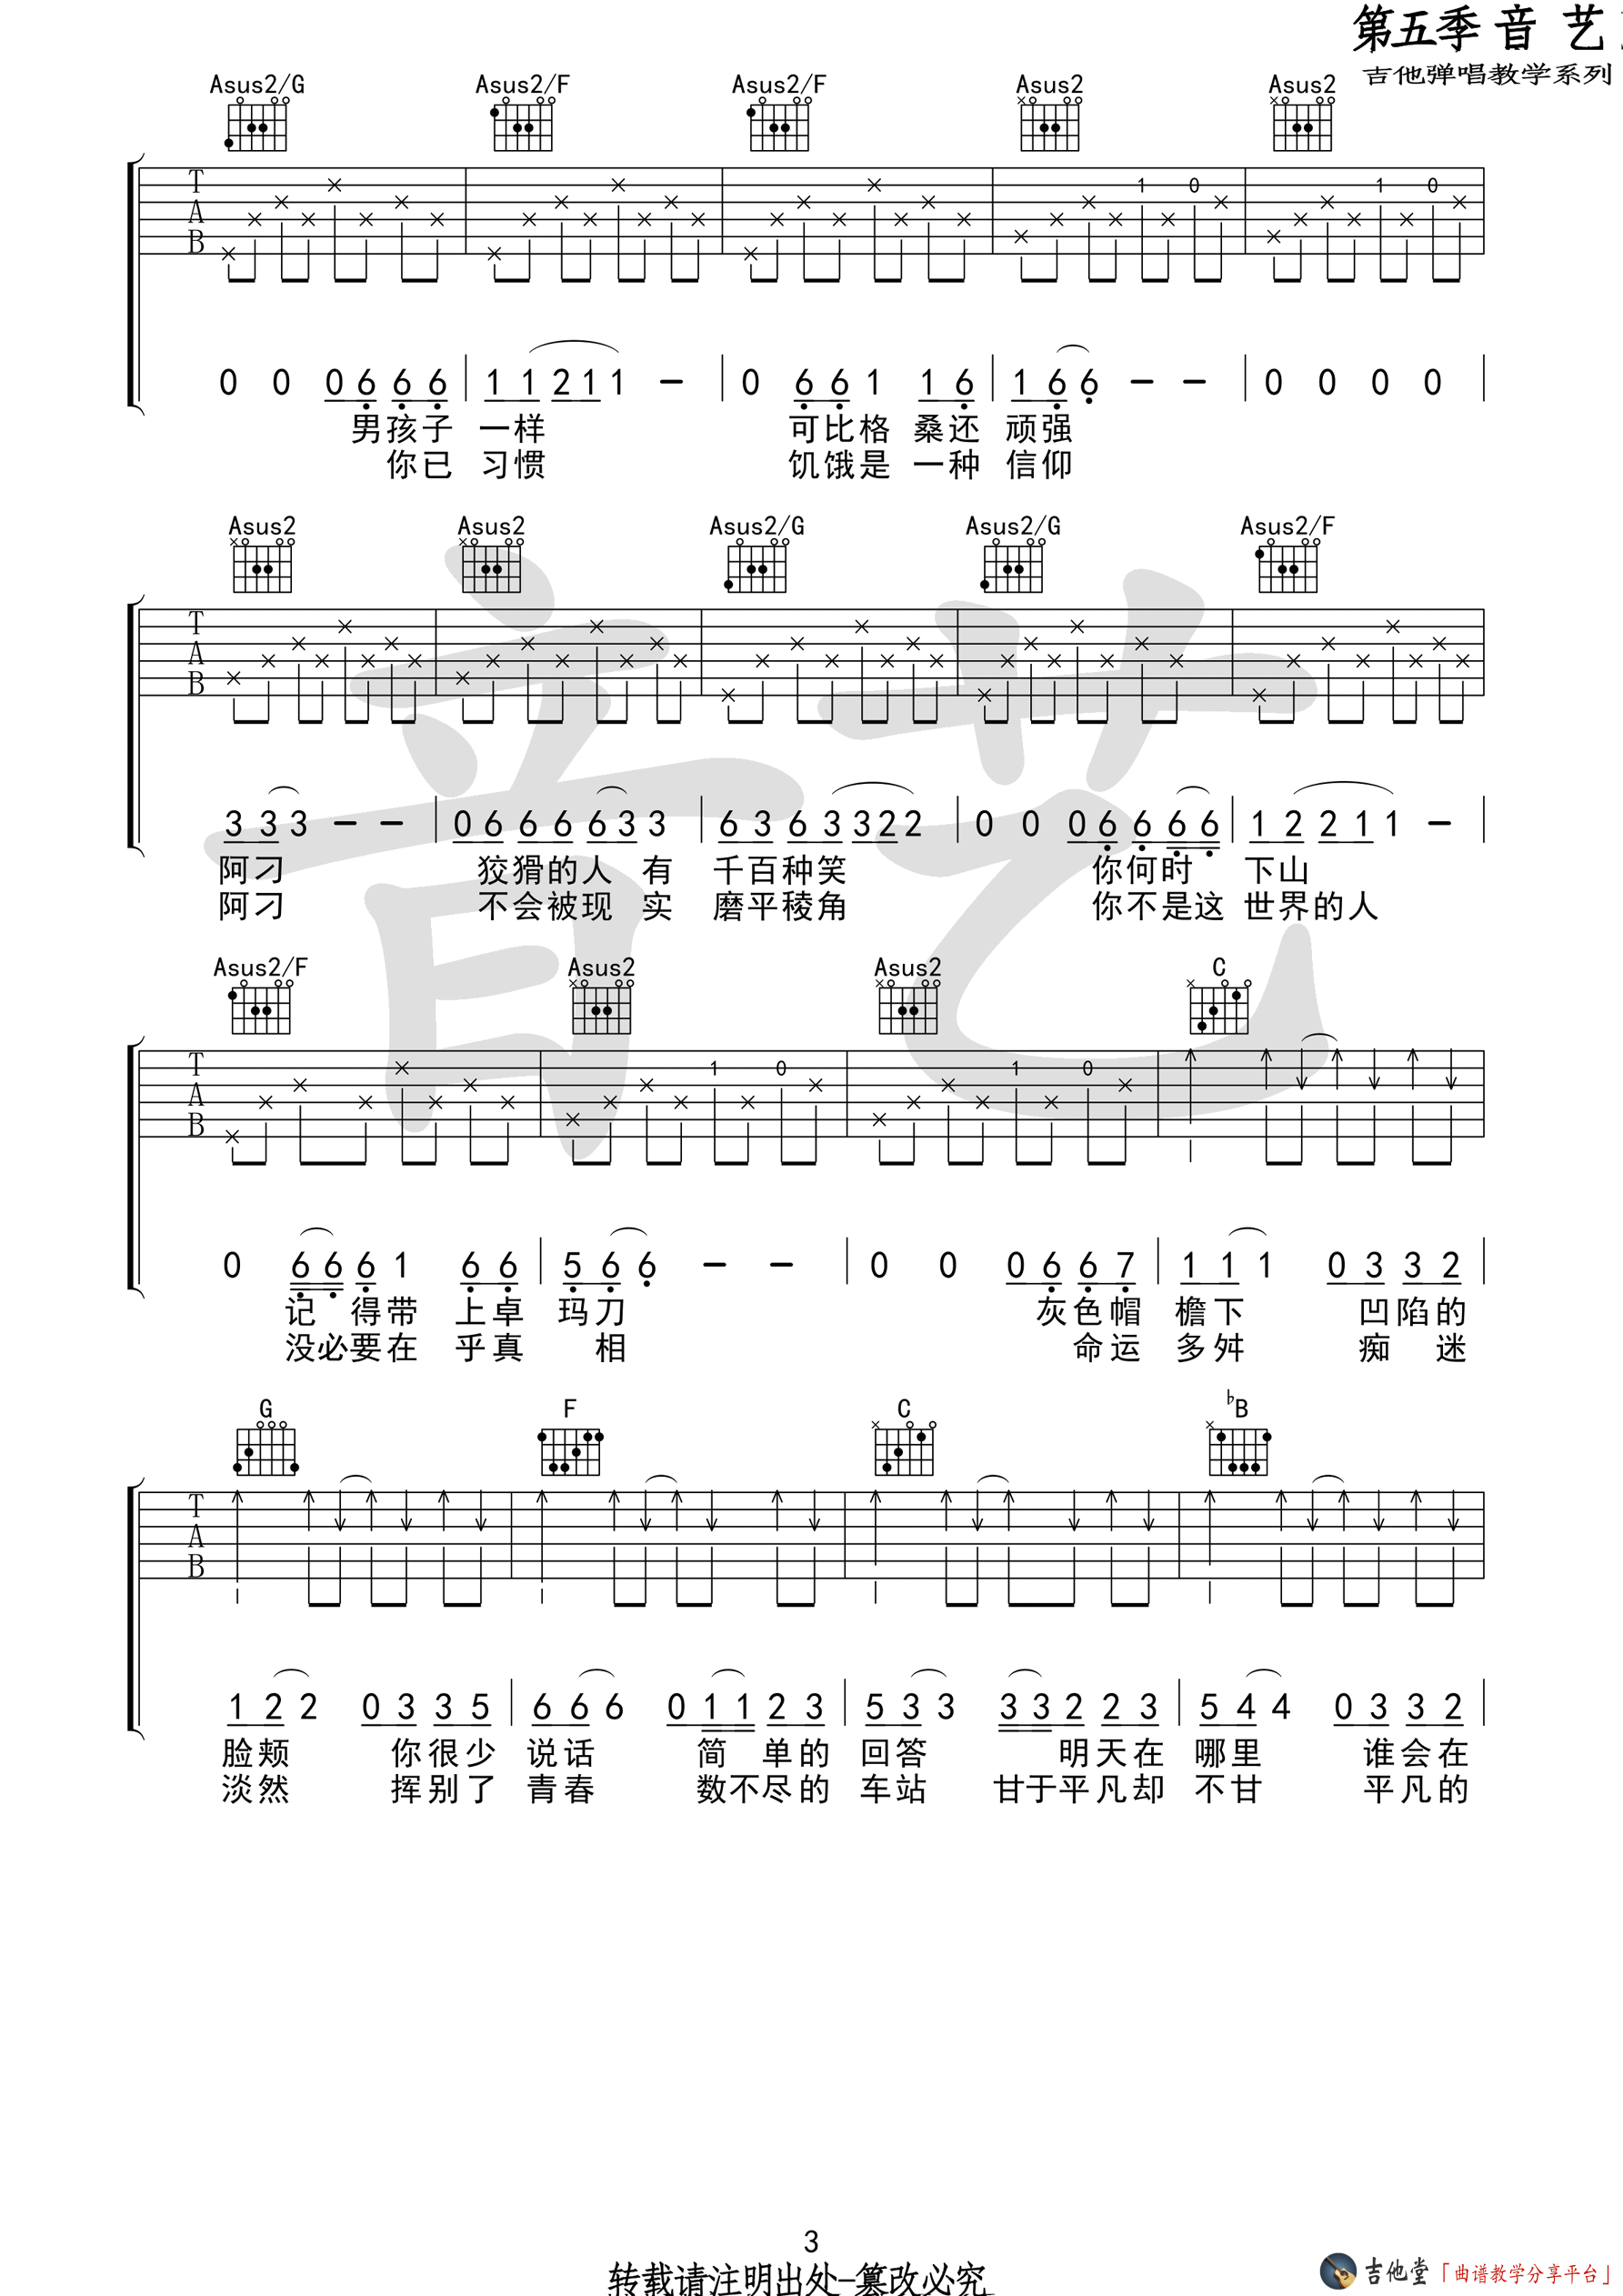 第五季 音 艺
吉他弹唱教学系列
Asus2/G Asus2/F Asus2/F Asus2 Asus2
T A B 1 0 1 0
0 0 0 6 6 6 | 1 1 2 1 1 - | 0 6 6 1 1 6 | 1 6 6 - - | 0 0 0 0 |
男孩子 一样 可比格 桑还 顽强
你已 习惯 饥饿是 一种 信仰
Asus2 Asus2 Asus2/G Asus2/G Asus2/F
T A B
3 3 3 - - | 0 6 6 6 6 3 3 | 6 3 6 3 3 2 2 | 0 0 0 6 6 6 6 | 1 2 2 1 1 - |
阿刁 狡猾的人 有 千百种笑 你何时 下山
阿刁 不会被现 实 磨平棱角 你不是这 世界的人
音艺
Asus2/F Asus2 Asus2 C
T A B 1 0 1 0
0 6 6 6 1 6 6 | 5 6 6 - - | 0 0 0 6 6 7 | 1 1 1 0 3 3 2 |
记 得带 上卓 玛刀 灰色帽 檐下 凹陷的
没必要在 乎真 相 命运 多舛 痴 迷
G F C ♭B
T A B
1 2 2 0 3 3 5 | 6 6 6 0 1 1 2 3 | 5 3 3 3 3 2 2 3 | 5 4 4 0 3 3 2 |
脸颊 你很少 说话 简 单的 回答 明天在 哪里 谁会在
淡然 挥别了 青春 数不尽的 车站 甘于平凡却 不甘 平凡的
3
转载请注明出处-篡改必究
吉他堂「曲谱教学分享平台」